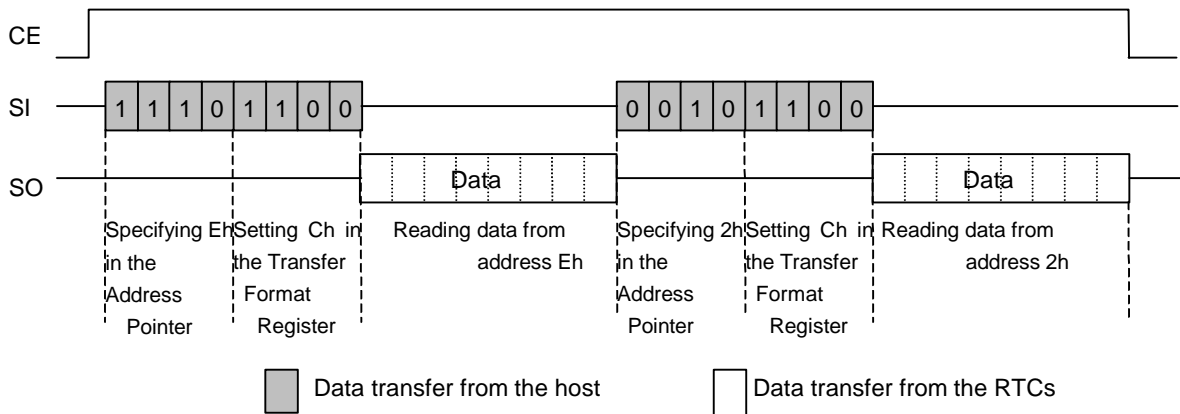 CE
SI 1 1 1 0 1 1 0 0 0 0 1 0 1 1 0 0
SO Data Data
Specifying Eh Setting Ch in Reading data from Specifying 2h Setting Ch in Reading data from
in the the Transfer address Eh in the the Transfer address 2h
Address Format Address Format
Pointer Register Pointer Register
Data transfer from the host Data transfer from the RTCs